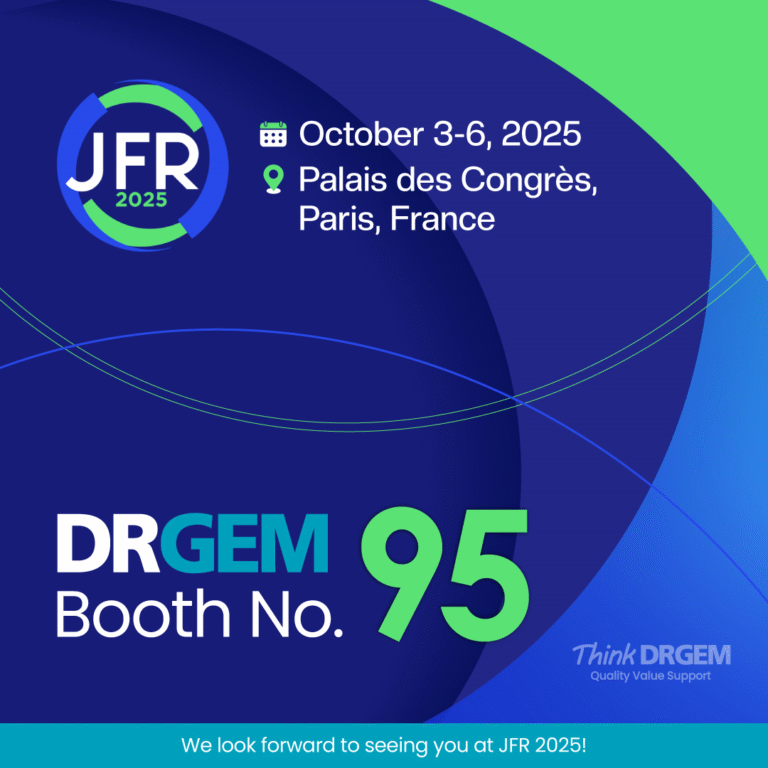 JFR
2025
October 3-6, 2025
Palais des Congrès,
Paris, France
DRGEM
Booth No. 95
Think DRGEM
Quality Value Support
We look forward to seeing you at JFR 2025!